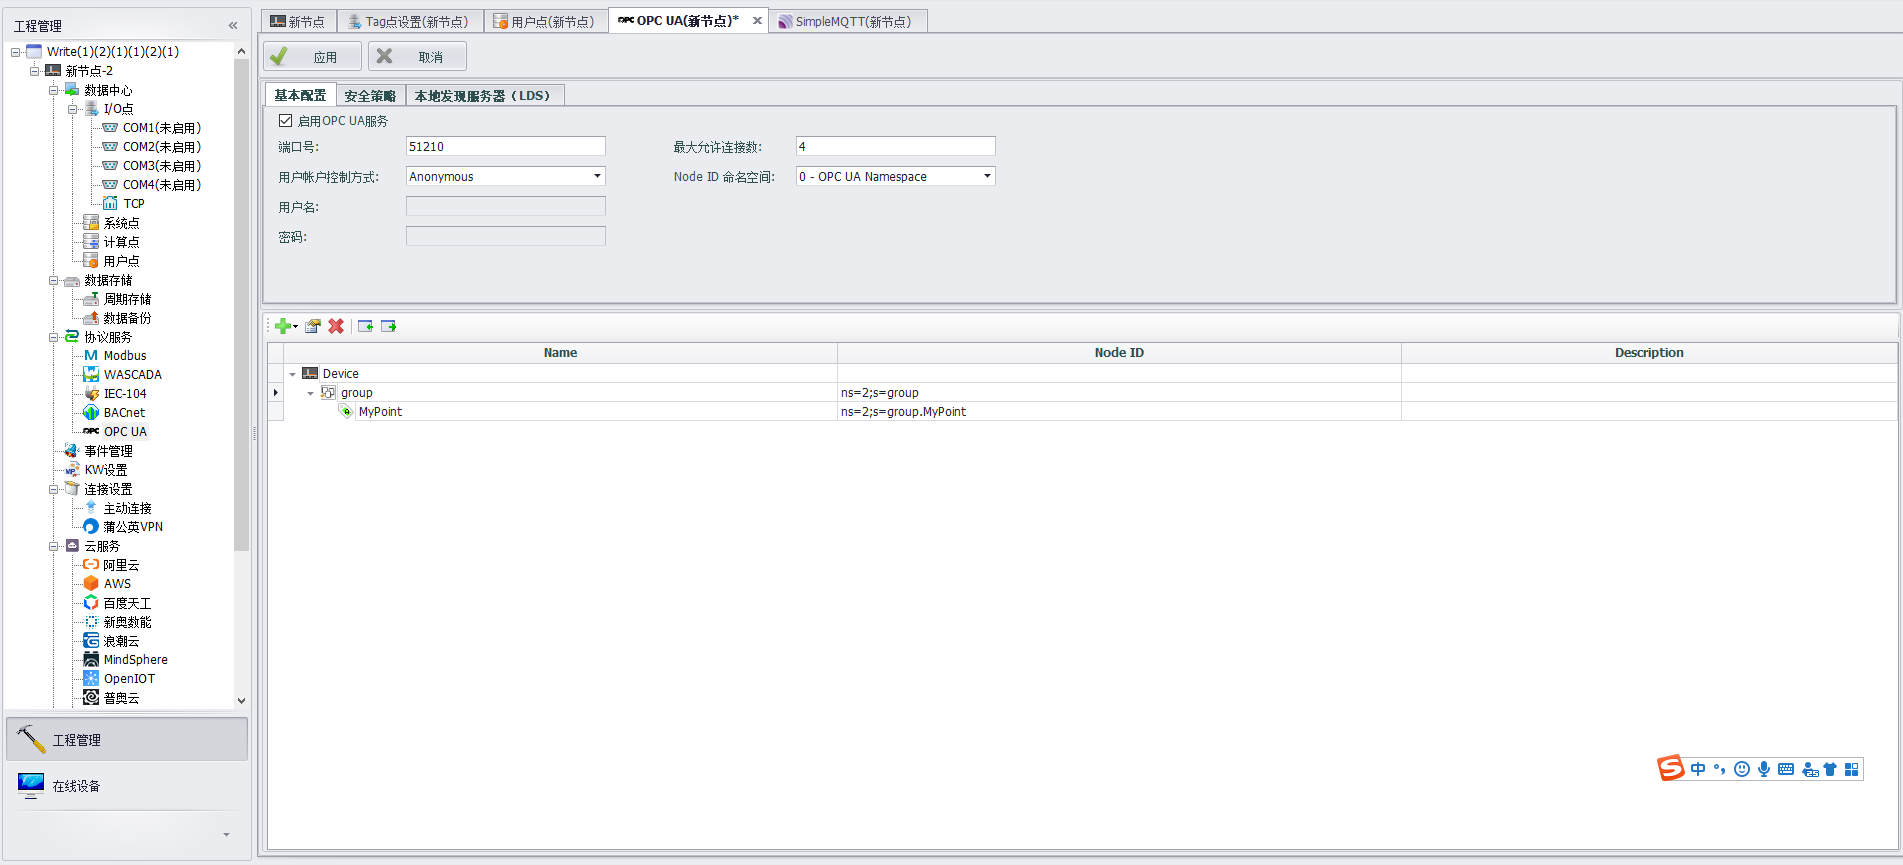 工程管理
Write(1)(2)(1)(1)(2)(1)
新节点-2
数据中心
I/O点
COM1(未启用)
COM2(未启用)
COM3(未启用)
COM4(未启用)
TCP
系统点
计算点
用户点
数据存储
周期存储
数据备份
协议服务
Modbus
WASCADA
IEC-104
BACnet
OPC UA
事件管理
KW设置
连接设置
主动连接
蒲公英VPN
云服务
阿里云
AWS
百度天工
新奥数能
浪潮云
MindSphere
OpenIOT
普奥云
工程管理
在线设备
新节点
Tag点设置(新节点)
用户点(新节点)
OPC UA(新节点)*
SimpleMQTT(新节点)
应用
取消
基本配置
安全策略
本地发现服务器（LDS）
启用OPC UA服务
端口号: 51210
最大允许连接数: 4
用户帐户控制方式: Anonymous
Node ID 命名空间: 0 - OPC UA Namespace
用户名:
密码:
Name Node ID Description
Device
group ns=2;s=group
MyPoint ns=2;s=group.MyPoint
中